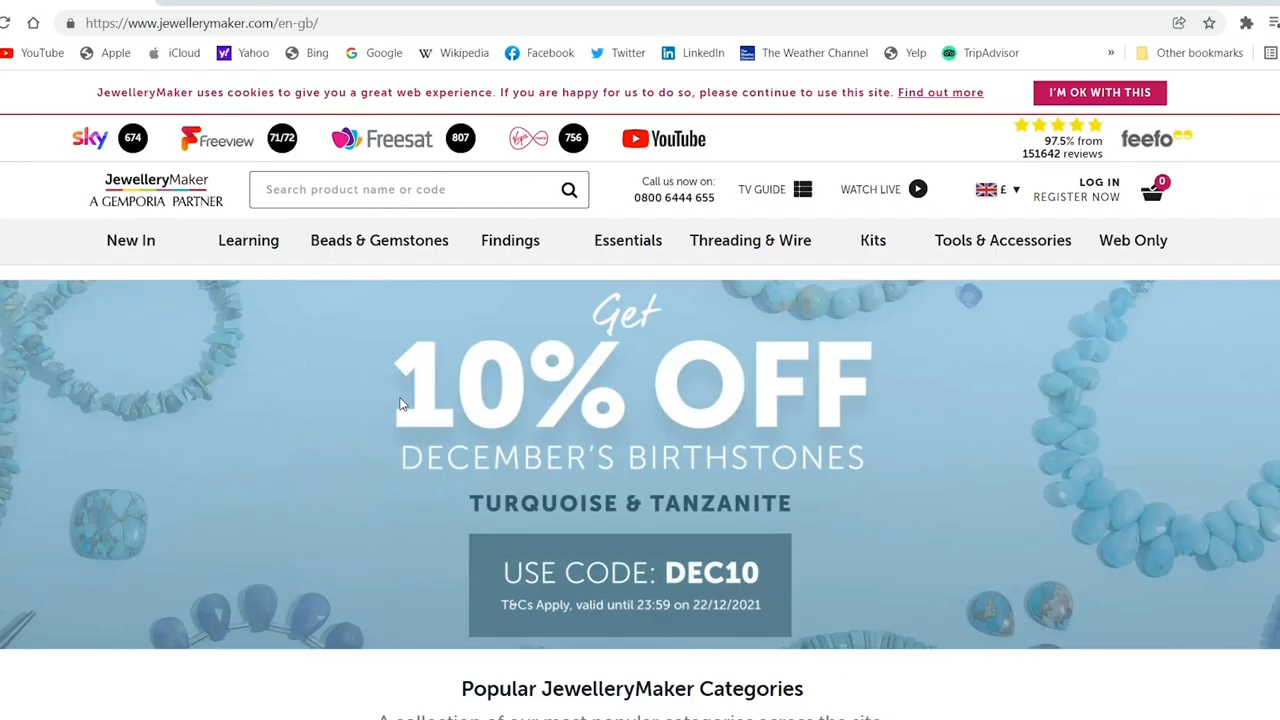 https://www.jewellerymaker.com/en-gb/
YouTube Apple iCloud Yahoo Bing Google Wikipedia Facebook Twitter LinkedIn The Weather Channel Yelp TripAdvisor » Other bookmarks
JewelleryMaker uses cookies to give you a great web experience. If you are happy for us to do so, please continue to use this site. Find out more
I'M OK WITH THIS
sky 674 Freeview 71/72 Freesat 807 Virgin media 756 YouTube
97.5% from
151642 reviews
feefo
JewelleryMaker
A GEMPORIA PARTNER
Search product name or code
Call us now on:
0800 6444 655
TV GUIDE
WATCH LIVE
£
LOG IN
REGISTER NOW
0
New In Learning Beads & Gemstones Findings Essentials Threading & Wire Kits Tools & Accessories Web Only
Get
10% OFF
DECEMBER'S BIRTHSTONES
TURQUOISE & TANZANITE
USE CODE: DEC10
T&Cs Apply, valid until 23:59 on 22/12/2021
Popular JewelleryMaker Categories
A collection of our most popular categories across the site